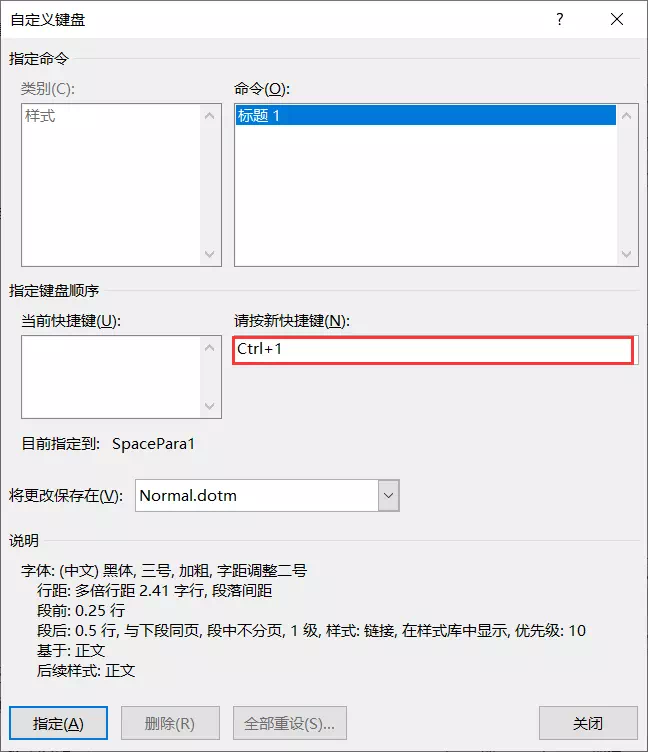 自定义键盘
?
指定命令
类别(C):
命令(O):
样式
标题 1
指定键盘顺序
当前快捷键(U):
请按新快捷键(N):
Ctrl+1
目前指定到: SpacePara1
将更改保存在(V): Normal.dotm
说明
字体: (中文) 黑体, 三号, 加粗, 字距调整二号
行距: 多倍行距 2.41 字行, 段落间距
段前: 0.25 行
段后: 0.5 行, 与下段同页, 段中不分页, 1 级, 样式: 链接, 在样式库中显示, 优先级: 10
基于: 正文
后续样式: 正文
指定(A) 删除(R) 全部重设(S)... 关闭